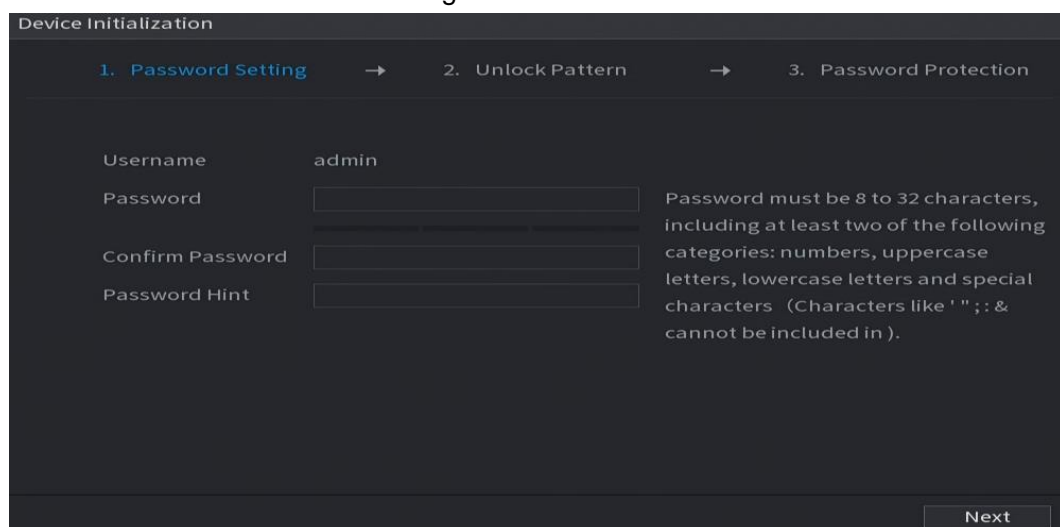 Device Initialization
1. Password Setting → 2. Unlock Pattern → 3. Password Protection
Username admin
Password
Password must be 8 to 32 characters,
including at least two of the following
categories: numbers, uppercase
letters, lowercase letters and special
characters (Characters like ' " ; : &
cannot be included in ).
Confirm Password
Password Hint
Next